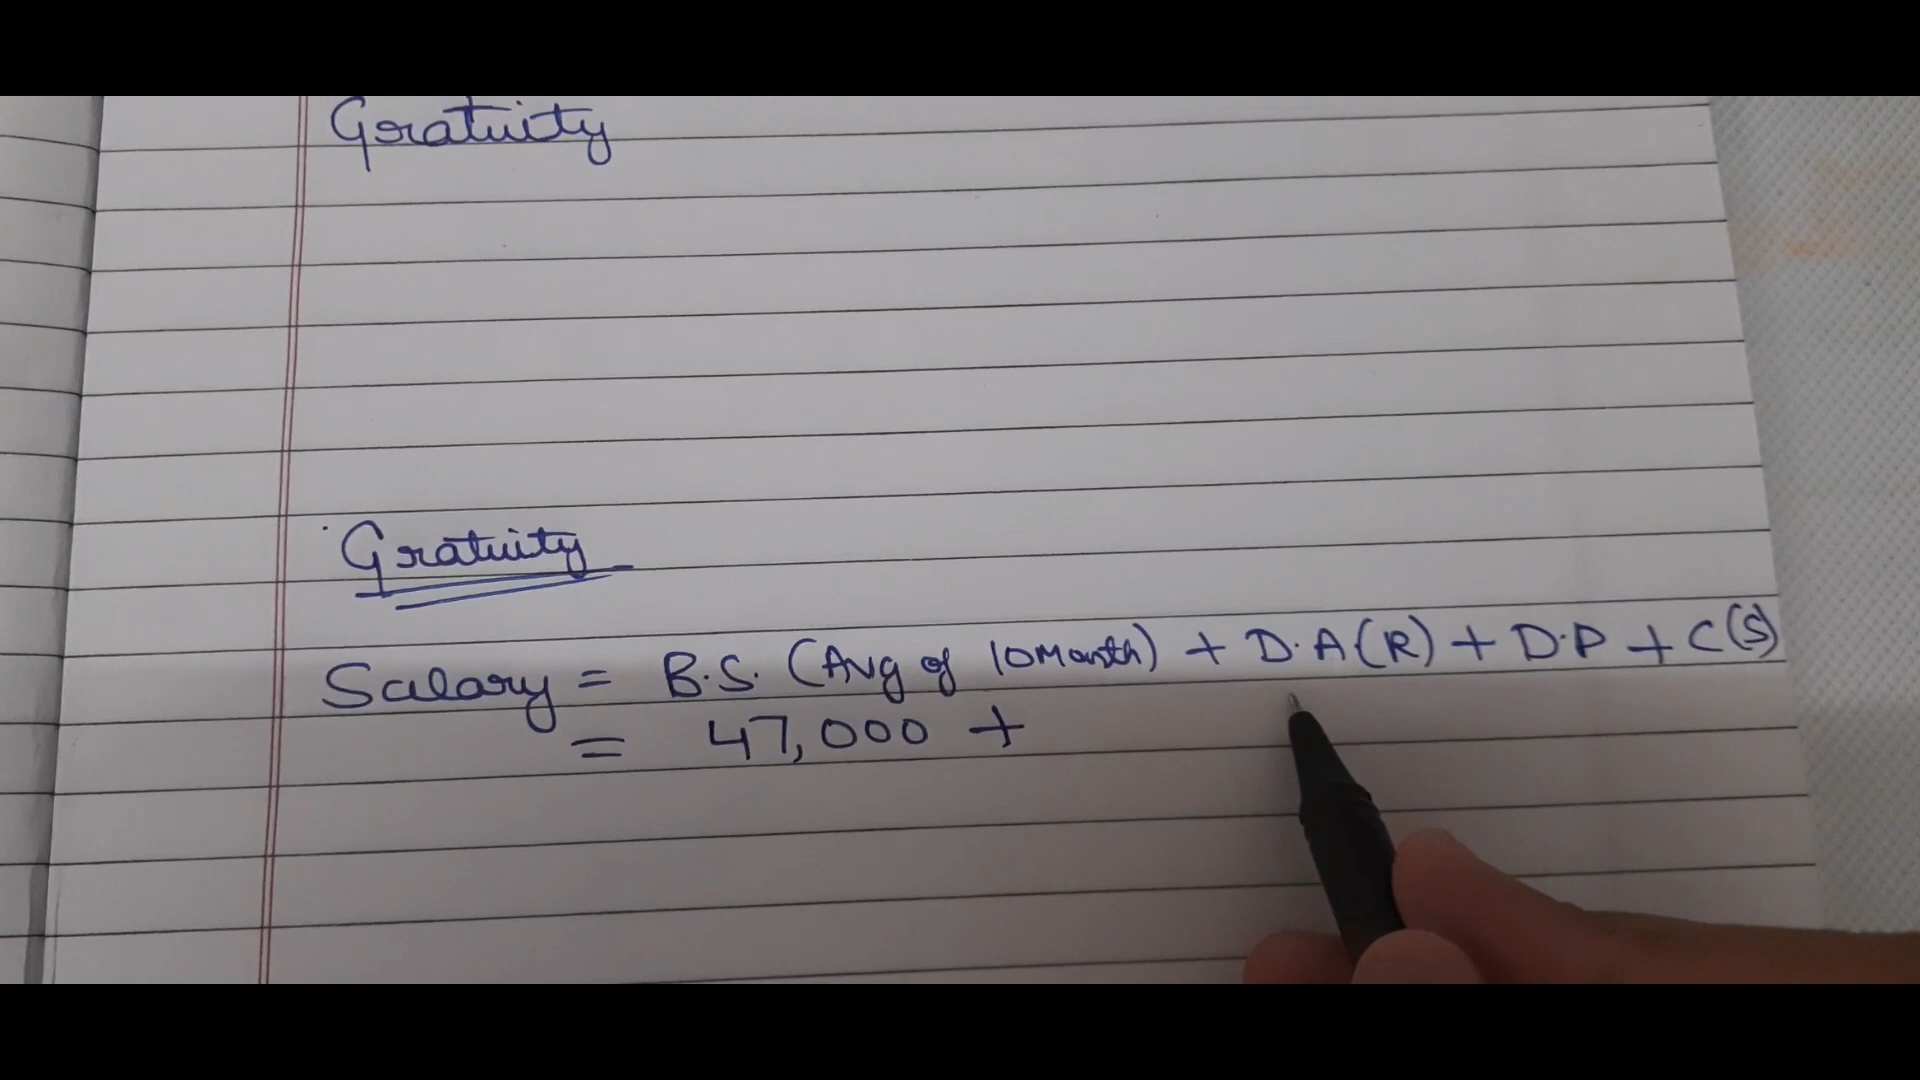 Gratuity
Gratuity
Salary = B.S. (Avg of 10 Month) + D.A (R) + D.P + C(S)
= 47,000 +